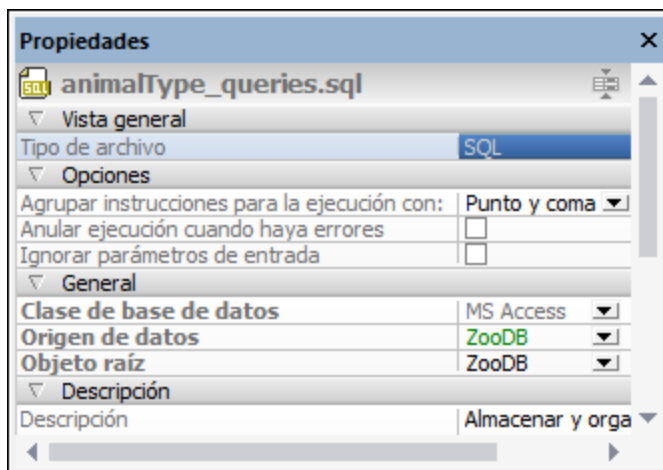 Propiedades
animalType_queries.sql
Vista general
Tipo de archivo SQL
Opciones
Agrupar instrucciones para la ejecución con: Punto y coma
Anular ejecución cuando haya errores
Ignorar parámetros de entrada
General
Clase de base de datos MS Access
Origen de datos ZooDB
Objeto raíz ZooDB
Descripción
Descripción Almacenar y orga